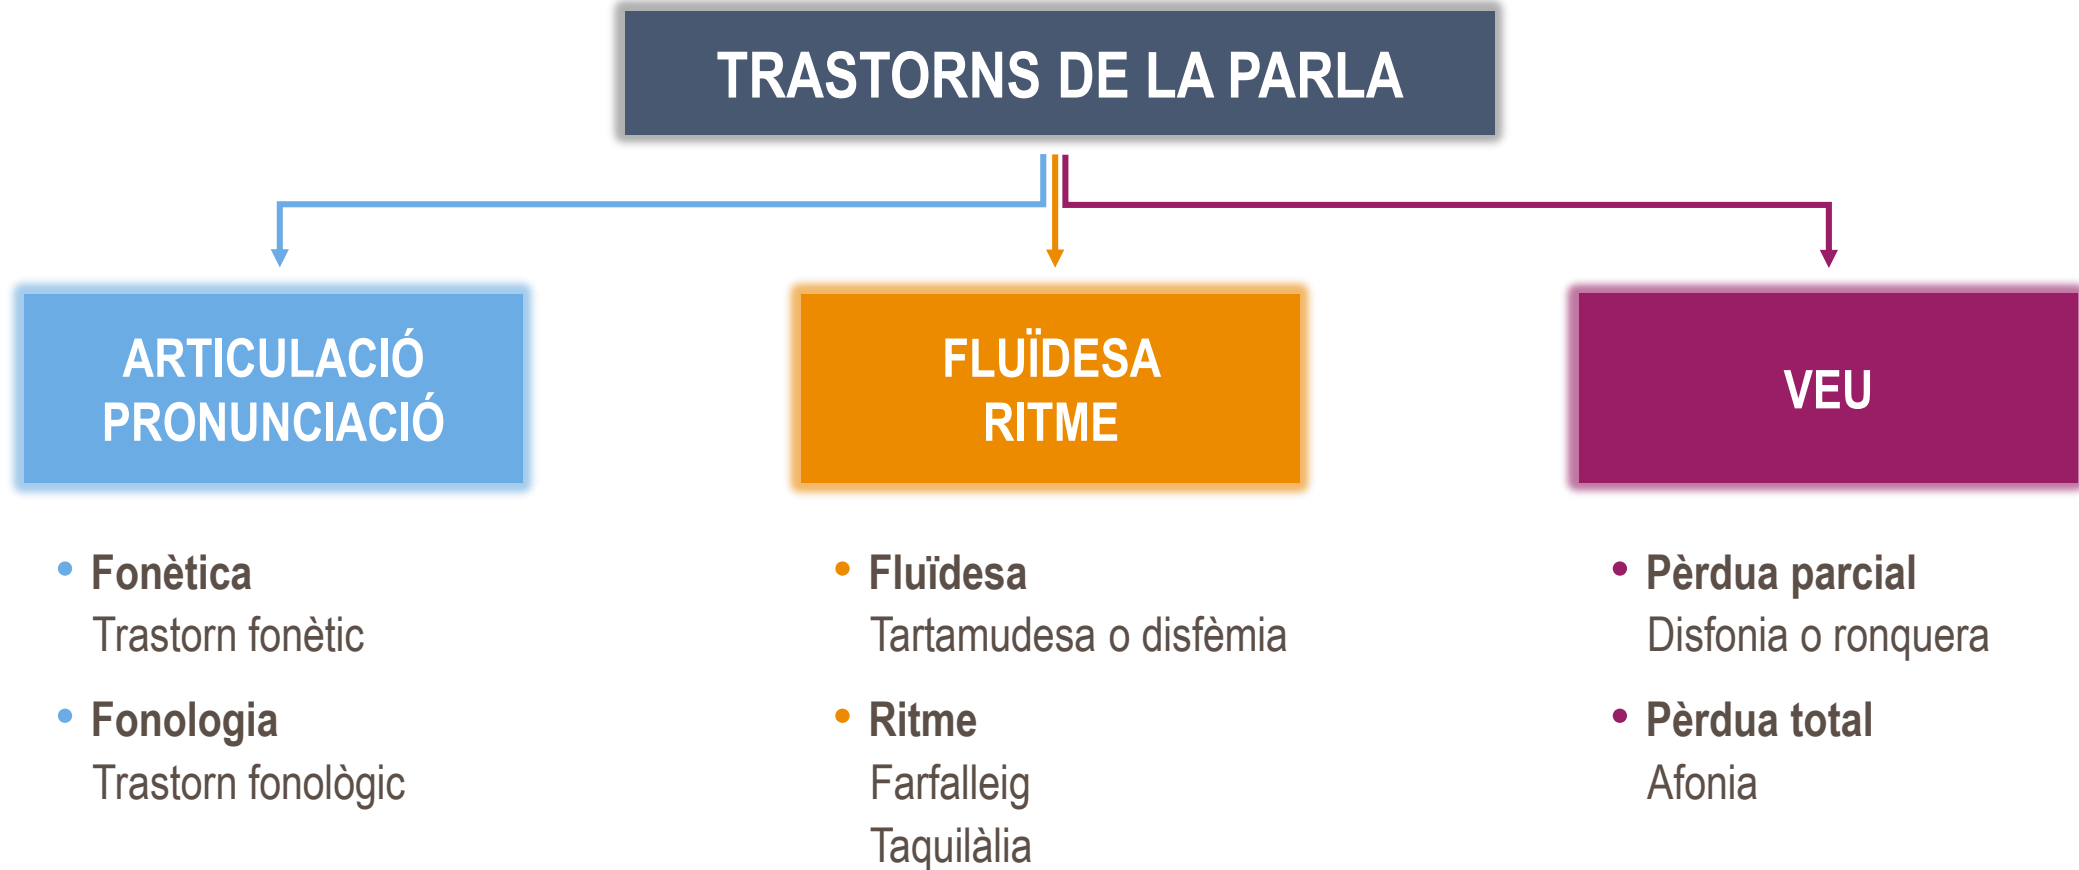 TRASTORNS DE LA PARLA
ARTICULACIÓ
PRONUNCIACIÓ
• Fonètica
Trastorn fonètic
• Fonologia
Trastorn fonològic
FLUÏDESA
RITME
• Fluïdesa
Tartamudesa o disfèmia
• Ritme
Farfalleig
Taquilàlia
VEU
• Pèrdua parcial
Disfonia o ronquera
• Pèrdua total
Afonia